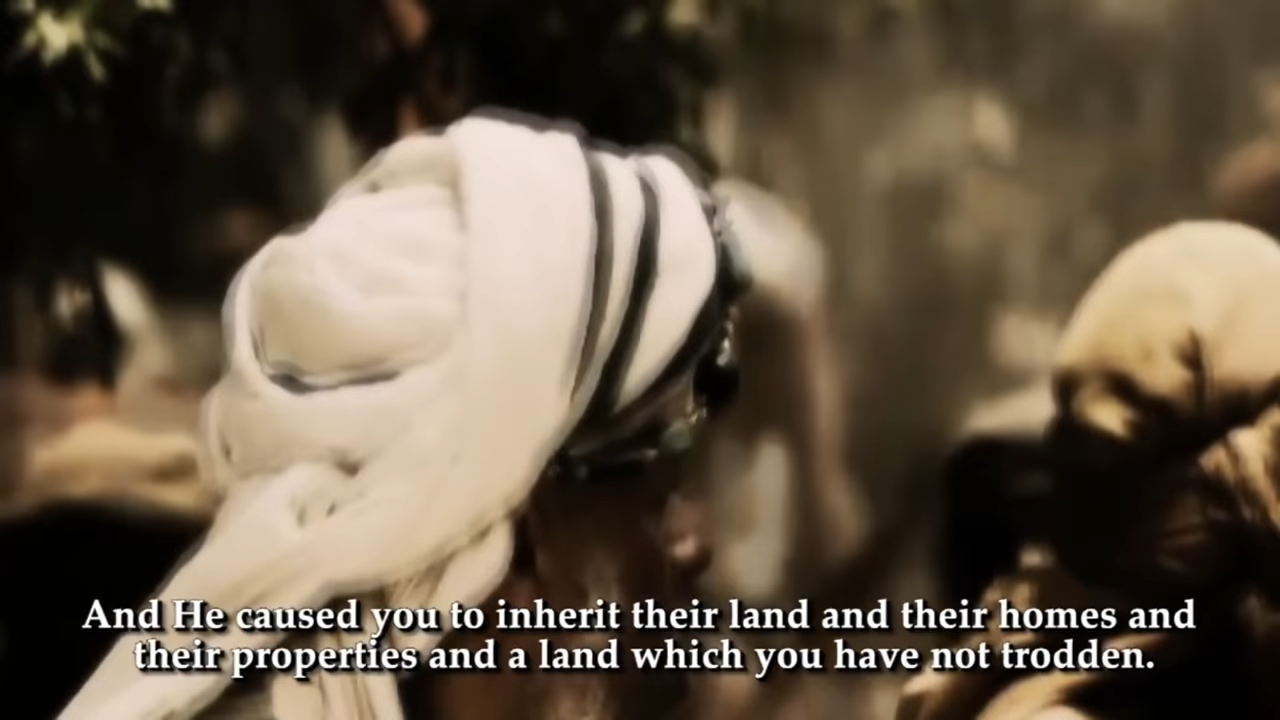 And He caused you to inherit their land and their homes and
their properties and a land which you have not trodden.